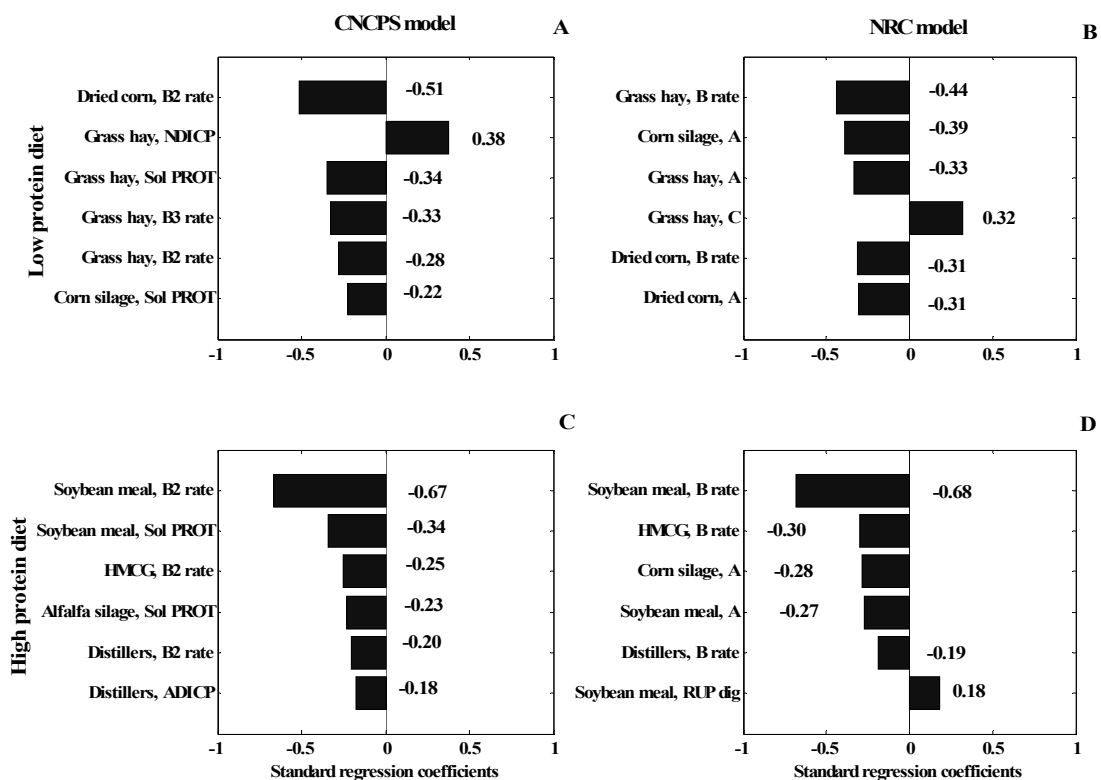 CNCPS model
A
Low protein diet
Dried corn, B2 rate
-0.51
Grass hay, NDICP
0.38
Grass hay, Sol PROT
-0.34
Grass hay, B3 rate
-0.33
Grass hay, B2 rate
-0.28
Corn silage, Sol PROT
-0.22
-1 -0.5 0 0.5 1
NRC model
B
Grass hay, B rate
-0.44
Corn silage, A
-0.39
Grass hay, A
-0.33
Grass hay, C
0.32
Dried corn, B rate
-0.31
Dried corn, A
-0.31
-1 -0.5 0 0.5 1
C
High protein diet
Soybean meal, B2 rate
-0.67
Soybean meal, Sol PROT
-0.34
HMCG, B2 rate
-0.25
Alfalfa silage, Sol PROT
-0.23
Distillers, B2 rate
-0.20
Distillers, ADICP
-0.18
-1 -0.5 0 0.5 1
Standard regression coefficients
D
Soybean meal, B rate
-0.68
HMCG, B rate
-0.30
Corn silage, A
-0.28
Soybean meal, A
-0.27
Distillers, B rate
-0.19
Soybean meal, RUP dig
0.18
-1 -0.5 0 0.5 1
Standard regression coefficients